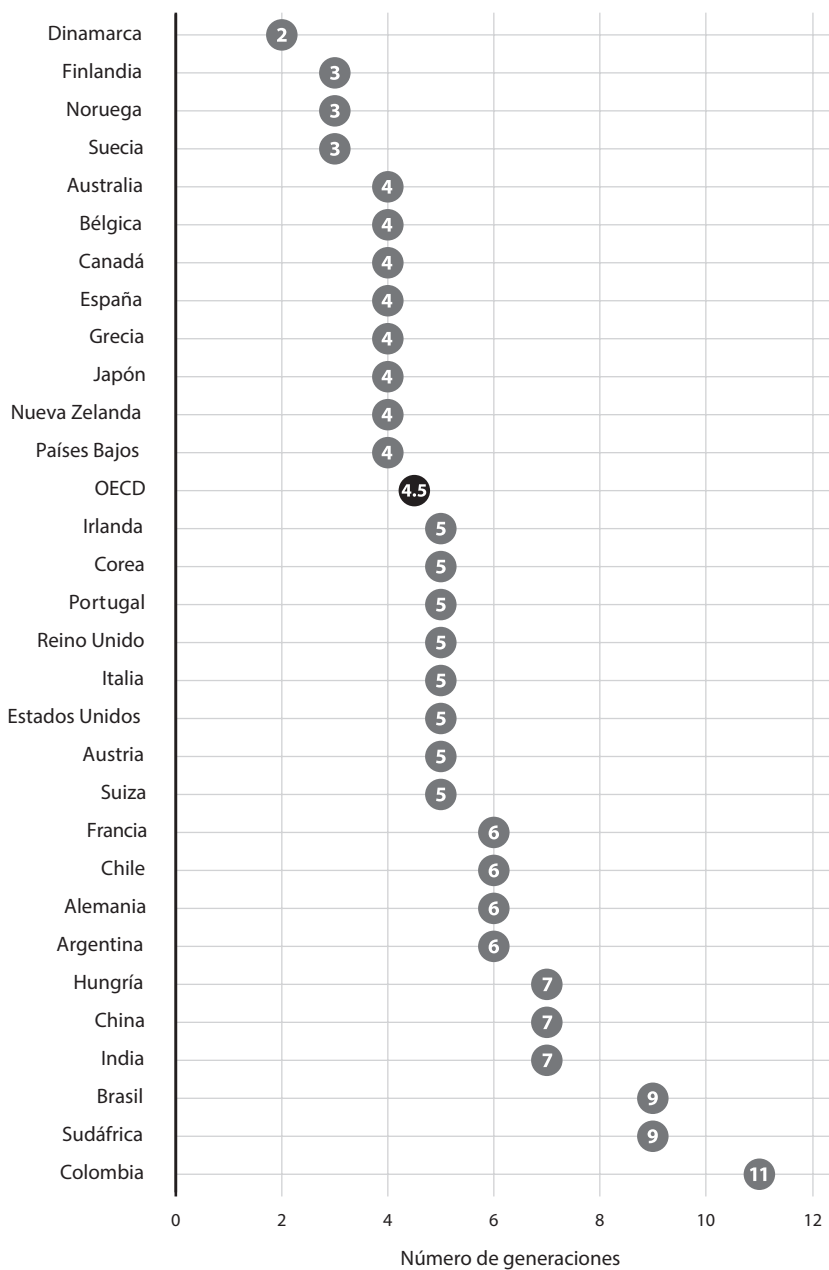 Dinamarca 2
Finlandia 3
Noruega 3
Suecia 3
Australia 4
Bélgica 4
Canadá 4
España 4
Grecia 4
Japón 4
Nueva Zelanda 4
Países Bajos 4
OECD 4.5
Irlanda 5
Corea 5
Portugal 5
Reino Unido 5
Italia 5
Estados Unidos 5
Austria 5
Suiza 5
Francia 6
Chile 6
Alemania 6
Argentina 6
Hungría 7
China 7
India 7
Brasil 9
Sudáfrica 9
Colombia 11
0 2 4 6 8 10 12
Número de generaciones